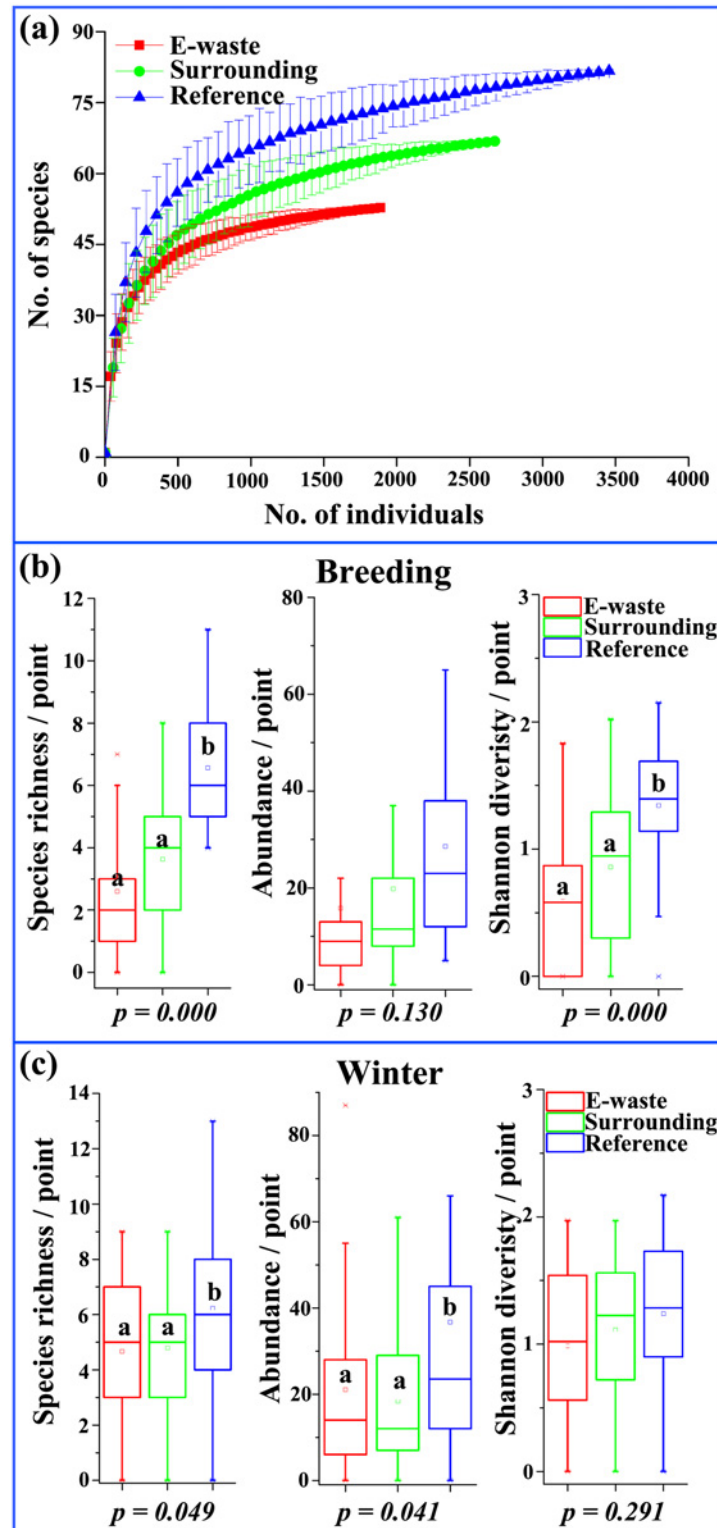 (a)
E-waste
Surrounding
Reference
90
75
60
45
30
15
0
No. of species
0 500 1000 1500 2000 2500 3000 3500 4000
No. of individuals
(b)
Breeding
12
10
8
6
4
2
0
Species richness / point
a a b
p = 0.000
80
60
40
20
0
Abundance / point
p = 0.130
3
2
1
0
Shannon diveristy / point
E-waste
Surrounding
Reference
a a b
p = 0.000
(c)
Winter
14
12
10
8
6
4
2
0
Species richness / point
a a b
p = 0.049
80
60
40
20
0
Abundance / point
a a b
p = 0.041
3
2
1
0
Shannon diveristy / point
E-waste
Surrounding
Reference
p = 0.291